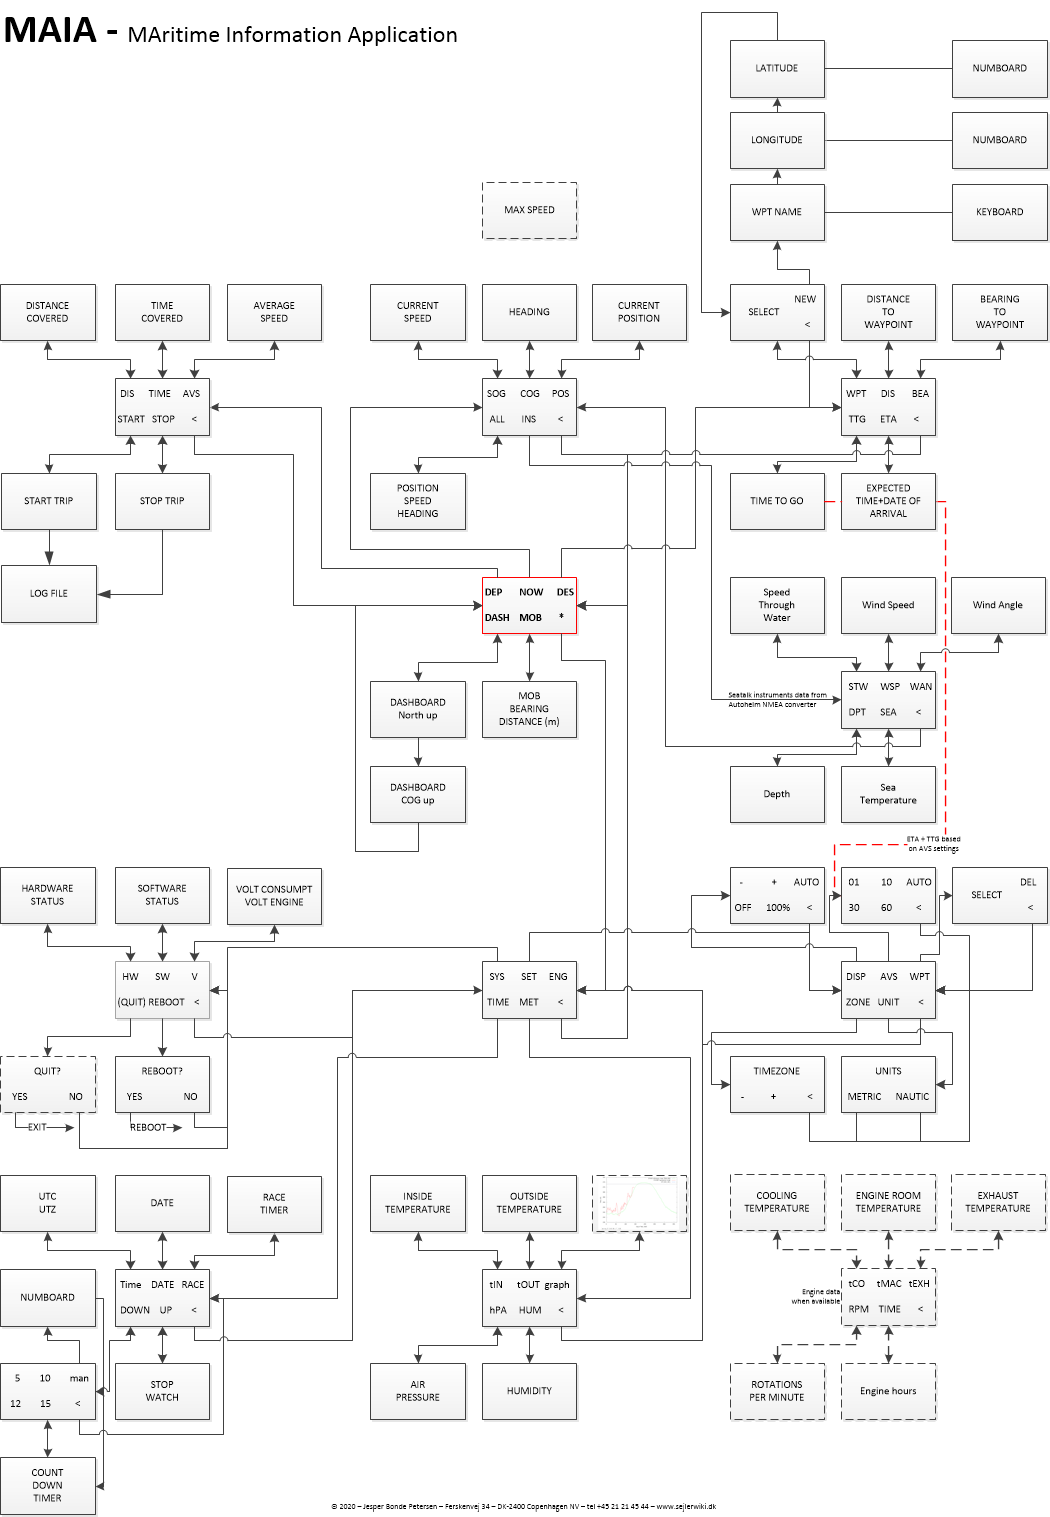 MAIA - MAritime Information Application
LATITUDE
NUMBOARD
LONGITUDE
NUMBOARD
WPT NAME
KEYBOARD
MAX SPEED
DISTANCE
COVERED
TIME
COVERED
AVERAGE
SPEED
CURRENT
SPEED
HEADING
CURRENT
POSITION
NEW
SELECT
<
DISTANCE
TO
WAYPOINT
BEARING
TO
WAYPOINT
DIS TIME AVS
START STOP <
SOG COG POS
ALL INS <
WPT DIS BEA
TTG ETA <
START TRIP
STOP TRIP
POSITION
SPEED
HEADING
TIME TO GO
EXPECTED
TIME+DATE OF
ARRIVAL
LOG FILE
DEP NOW DES
DASH MOB *
Speed
Through
Water
Wind Speed
Wind Angle
DASHBOARD
North up
MOB
BEARING
DISTANCE (m)
Seatalk instruments data from
Autohelm NMEA converter
STW WSP WAN
DPT SEA <
DASHBOARD
COG up
Depth
Sea
Temperature
ETA + TTG based
on AVS settings
HARDWARE
STATUS
SOFTWARE
STATUS
VOLT CONSUMPT
VOLT ENGINE
- + AUTO
OFF 100% <
01 10 AUTO
30 60 <
DEL
SELECT
<
HW SW V
(QUIT) REBOOT <
SYS SET ENG
TIME MET <
DISP AVS WPT
ZONE UNIT <
QUIT?
YES NO
REBOOT?
YES NO
TIMEZONE
- + <
UNITS
METRIC NAUTIC
EXIT
REBOOT
UTC
UTZ
DATE
RACE
TIMER
INSIDE
TEMPERATURE
OUTSIDE
TEMPERATURE
COOLING
TEMPERATURE
ENGINE ROOM
TEMPERATURE
EXHAUST
TEMPERATURE
NUMBOARD
Time DATE RACE
DOWN UP <
tIN tOUT graph
hPA HUM <
Engine data
when available
tCO tMAC tEXH
RPM TIME <
5 10 man
12 15 <
STOP
WATCH
AIR
PRESSURE
HUMIDITY
ROTATIONS
PER MINUTE
Engine hours
COUNT
DOWN
TIMER
© 2020 – Jesper Bonde Petersen – Ferskenvej 34 – DK-2400 Copenhagen NV – tel +45 21 21 45 44 – www.sejlerwiki.dk